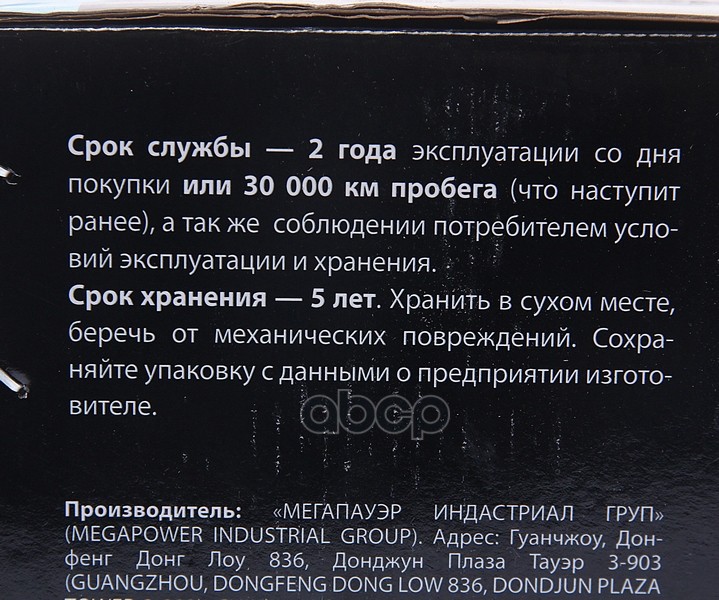 Срок службы — 2 года эксплуатации со дня
покупки или 30 000 км пробега (что наступит
ранее), а так же соблюдении потребителем усло-
вий эксплуатации и хранения.
Срок хранения — 5 лет. Хранить в сухом месте,
беречь от механических повреждений. Сохра-
няйте упаковку с данными о предприятии изгото-
вителе.
abcp
Производитель: «МЕГАПАУЭР ИНДАСТРИАЛ ГРУП»
(MEGAPOWER INDUSTRIAL GROUP). Адрес: Гуанчжоу, Дон-
фенг Донг Лоу 836, Донджун Плаза Тауэр 3-903
(GUANGZHOU, DONGFENG DONG LOW 836, DONDJUN PLAZA